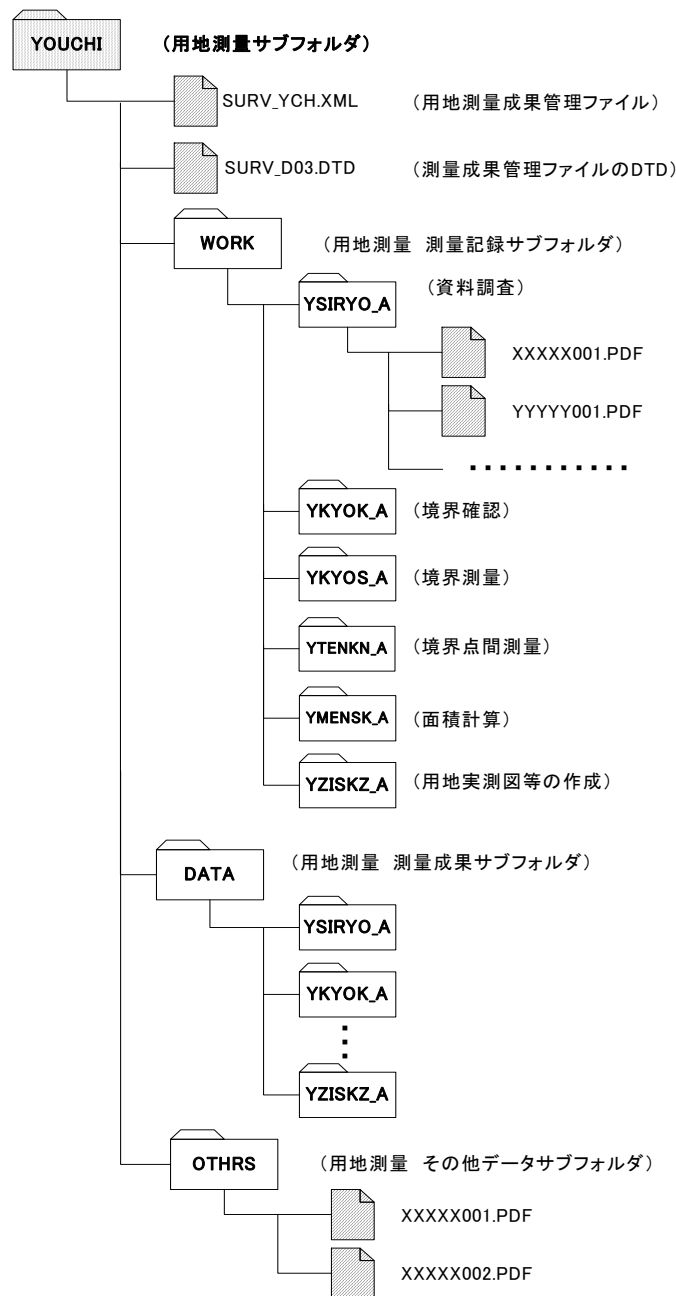 YOUCHI (用地測量サブフォルダ)
SURV_YCH.XML (用地測量成果管理ファイル)
SURV_D03.DTD (測量成果管理ファイルのDTD)
WORK (用地測量 測量記録サブフォルダ)
YSIRYO_A (資料調査)
XXXXX001.PDF
YYYYY001.PDF
・・・・・・・・・・・
YKYOK_A (境界確認)
YKYOS_A (境界測量)
YTENKN_A (境界点間測量)
YMENSK_A (面積計算)
YZISKZ_A (用地実測図等の作成)
DATA (用地測量 測量成果サブフォルダ)
YSIRYO_A
YKYOK_A
YZISKZ_A
OTHRS (用地測量 その他データサブフォルダ)
XXXXX001.PDF
XXXXX002.PDF